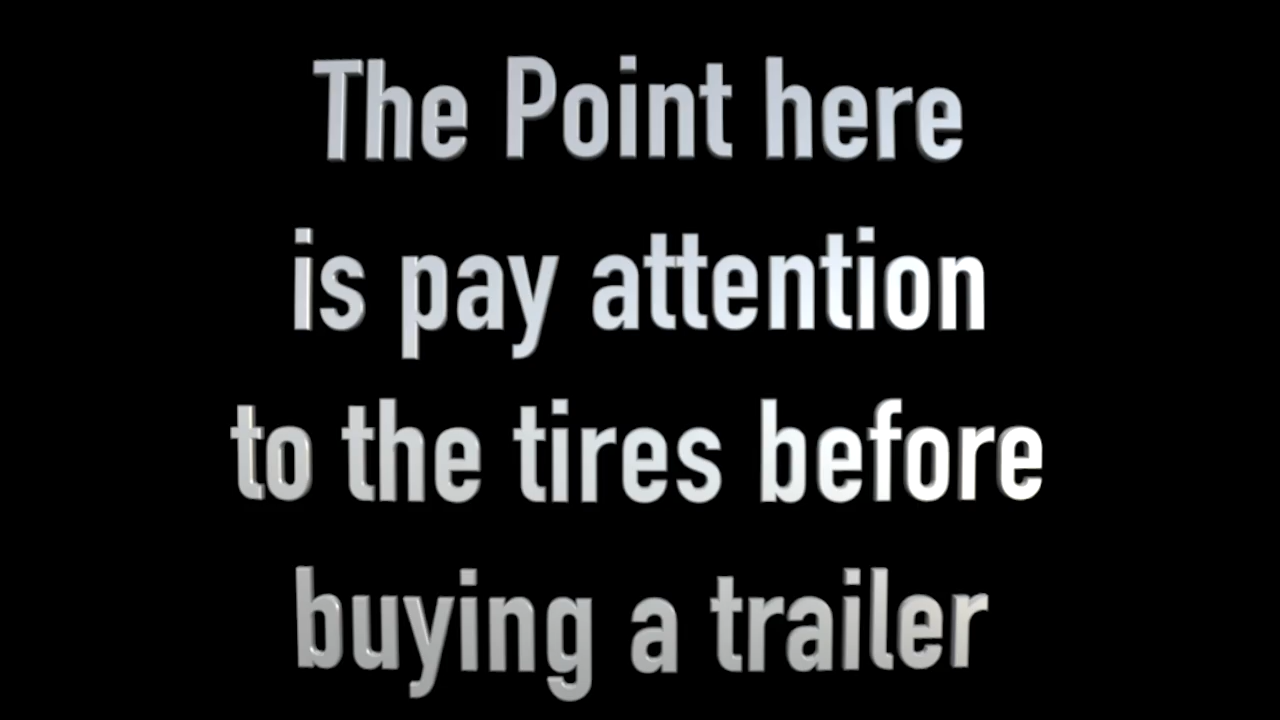 The Point here
is pay attention
to the tires before
buying a trailer